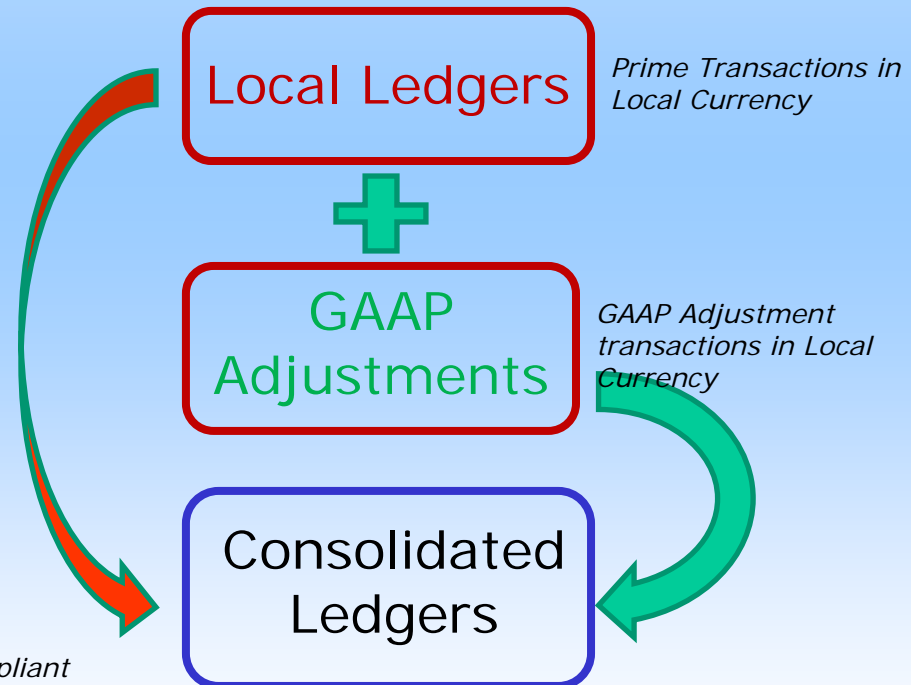 Local Ledgers
Prime Transactions in
Local Currency
GAAP
Adjustments
GAAP Adjustment
transactions in Local
Currency
Consolidated
Ledgers